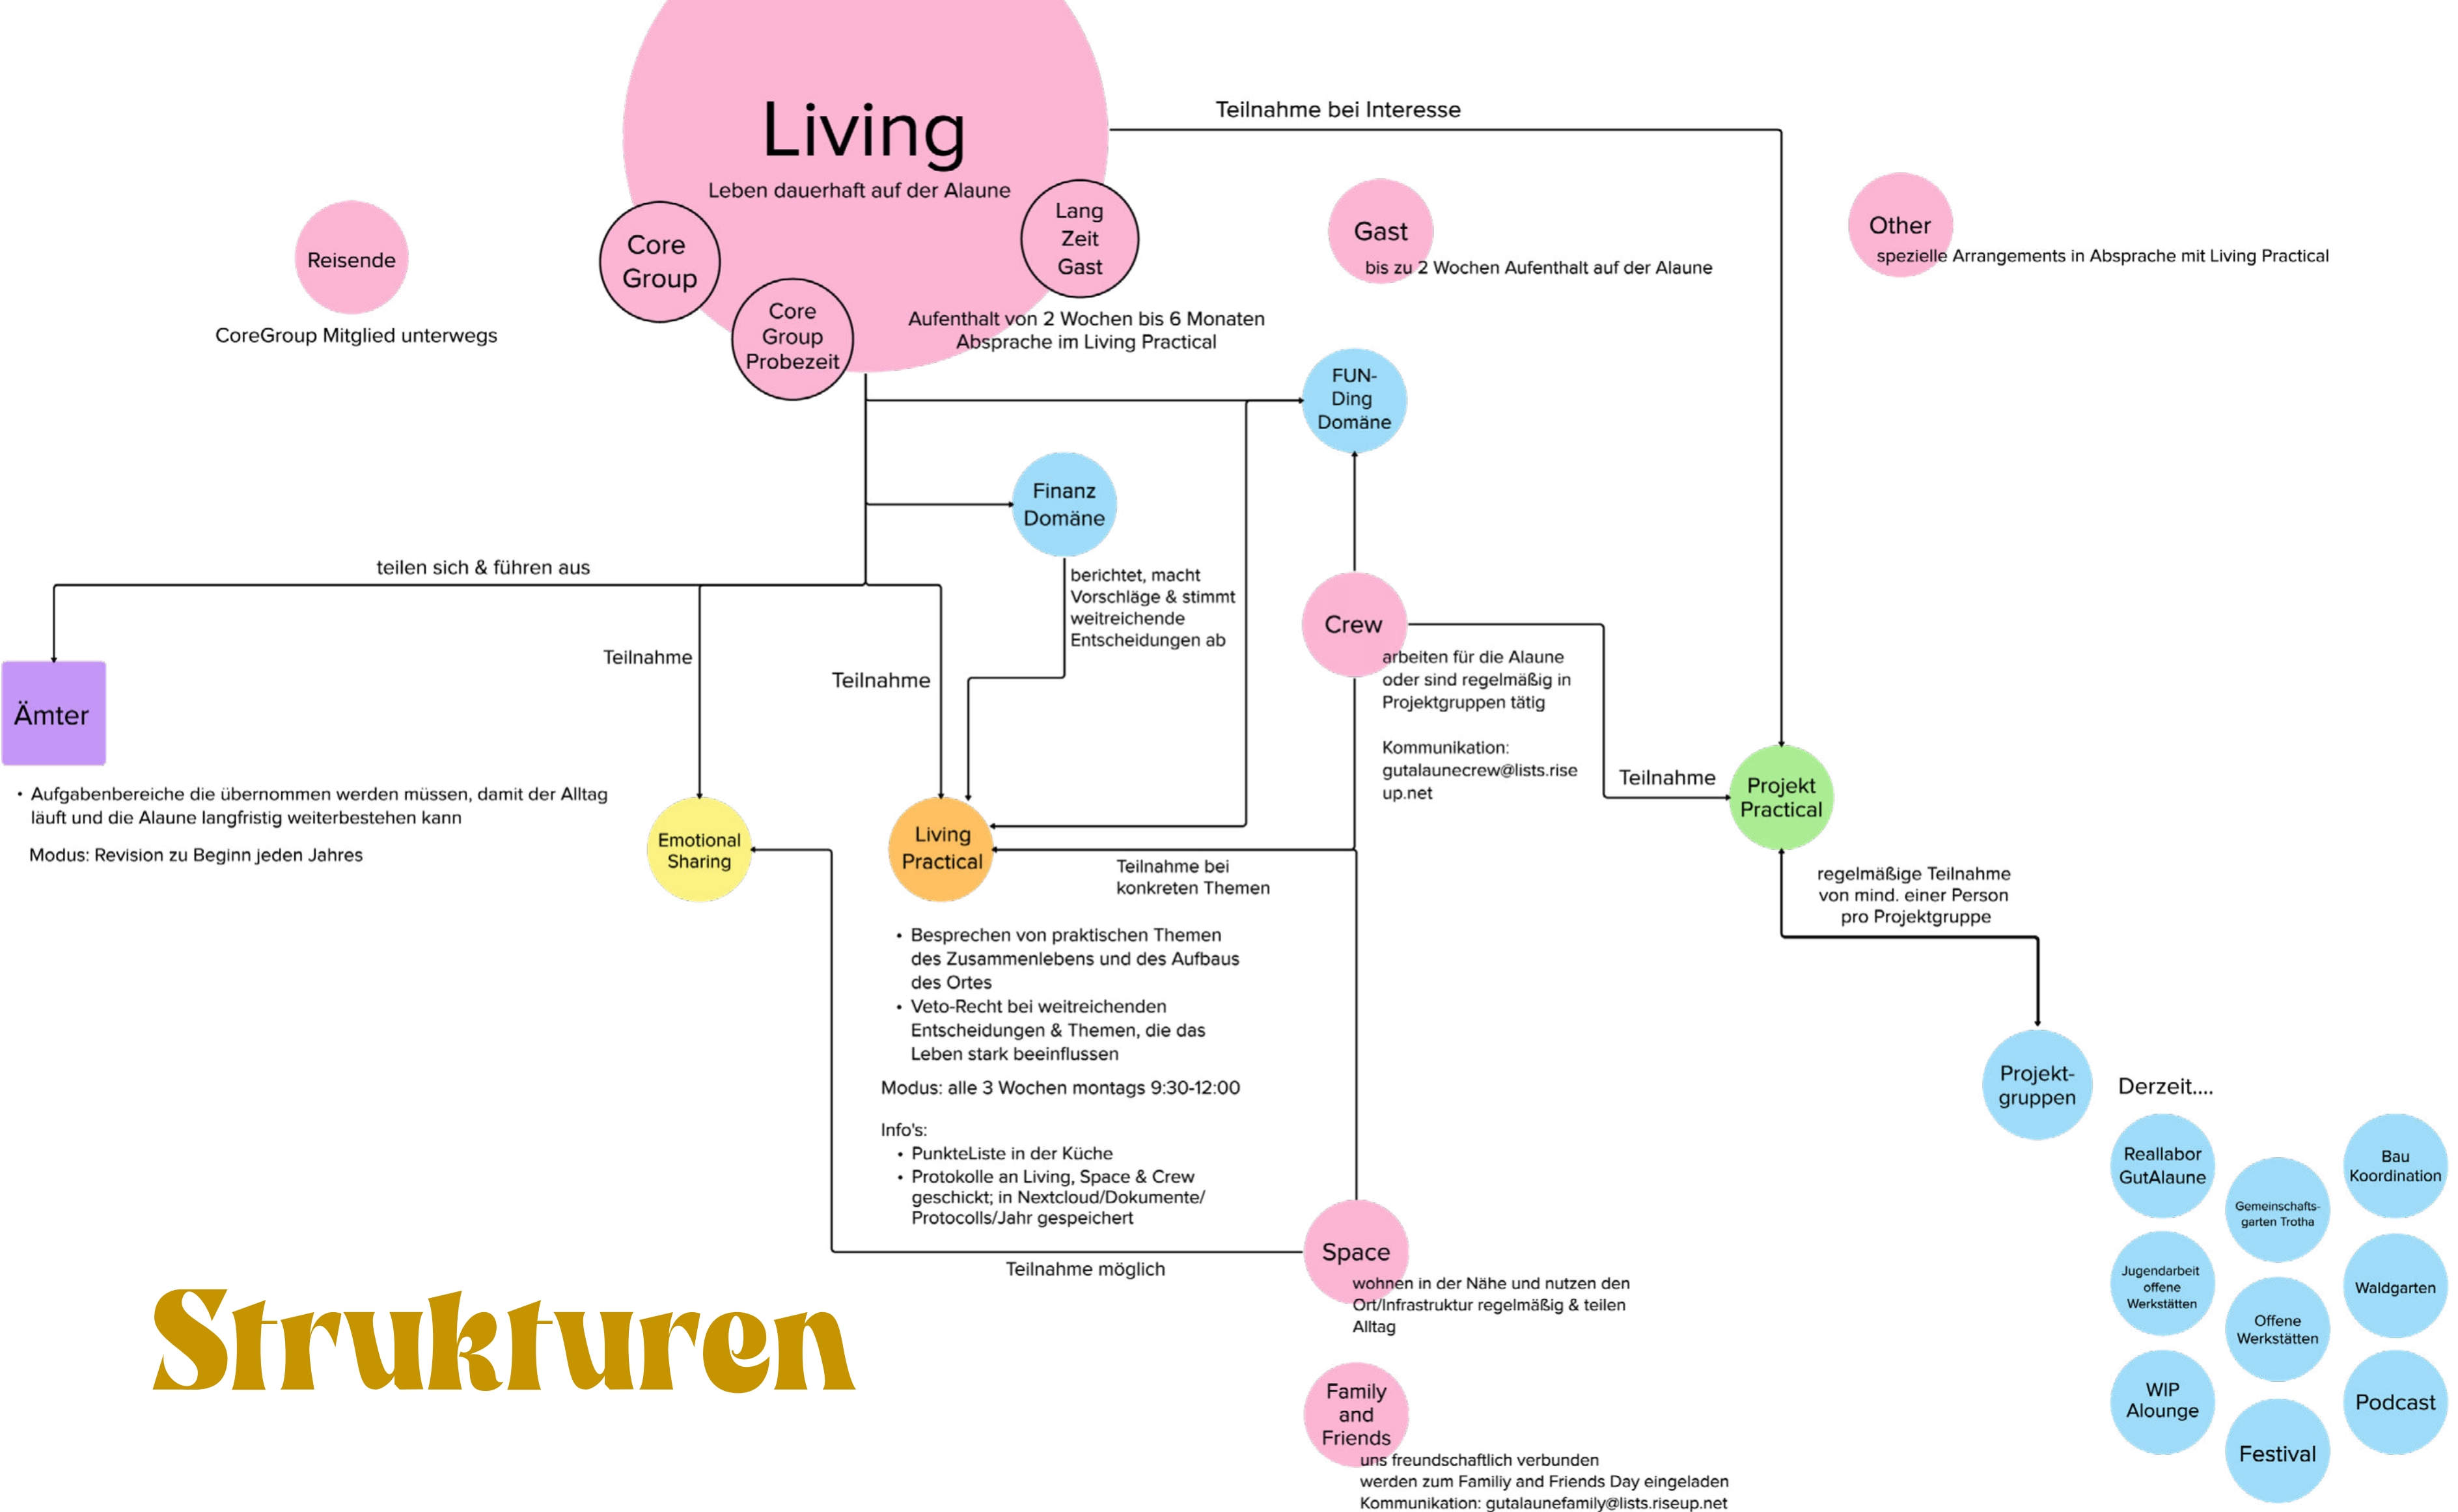 Living
Leben dauerhaft auf der Alaune
Teilnahme bei Interesse
Reisende
CoreGroup Mitglied unterwegs
Core
Group
Core
Group
Probezeit
Lang
Zeit
Gast
Aufenthalt von 2 Wochen bis 6 Monaten
Absprache im Living Practical
Gast
bis zu 2 Wochen Aufenthalt auf der Alaune
Other
spezielle Arrangements in Absprache mit Living Practical
FUN-
Ding
Domäne
Finanz
Domäne
berichtet, macht
Vorschläge & stimmt
weitreichende
Entscheidungen ab
teilen sich & führen aus
Teilnahme
Teilnahme
Crew
arbeiten für die Alaune
oder sind regelmäßig in
Projektgruppen tätig
Kommunikation:
gutalaunecrew@lists.rise
up.net
Teilnahme
Projekt
Practical
Ämter
• Aufgabenbereiche die übernommen werden müssen, damit der Alltag
läuft und die Alaune langfristig weiterbestehen kann
Modus: Revision zu Beginn jeden Jahres
Emotional
Sharing
Living
Practical
Teilnahme bei
konkreten Themen
regelmäßige Teilnahme
von mind. einer Person
pro Projektgruppe
• Besprechen von praktischen Themen
des Zusammenlebens und des Aufbaus
des Ortes
• Veto-Recht bei weitreichenden
Entscheidungen & Themen, die das
Leben stark beeinflussen
Modus: alle 3 Wochen montags 9:30-12:00
Info's:
• PunkteListe in der Küche
• Protokolle an Living, Space & Crew
geschickt; in Nextcloud/Dokumente/
Protocolls/Jahr gespeichert
Teilnahme möglich
Space
wohnen in der Nähe und nutzen den
Ort/Infrastruktur regelmäßig & teilen
Alltag
Family
and
Friends
uns freundschaftlich verbunden
werden zum Familiy and Friends Day eingeladen
Kommunikation: gutalaunefamily@lists.riseup.net
Projekt-
gruppen
Derzeit....
Reallabor
GutAlaune
Gemeinschafts-
garten Trotha
Bau
Koordination
Jugendarbeit
offene
Werkstätten
Offene
Werkstätten
Waldgarten
WIP
Alounge
Festival
Podcast
Strukturen